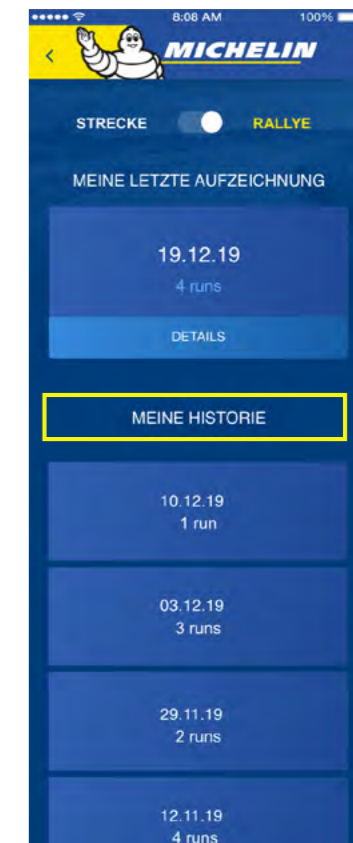 8:08 AM 100%
MICHELIN
STRECKE RALLYE
MEINE LETZTE AUFZEICHNUNG
19.12.19
4 runs
DETAILS
MEINE HISTORIE
10.12.19
1 run
03.12.19
3 runs
29.11.19
2 runs
12.11.19
4 runs